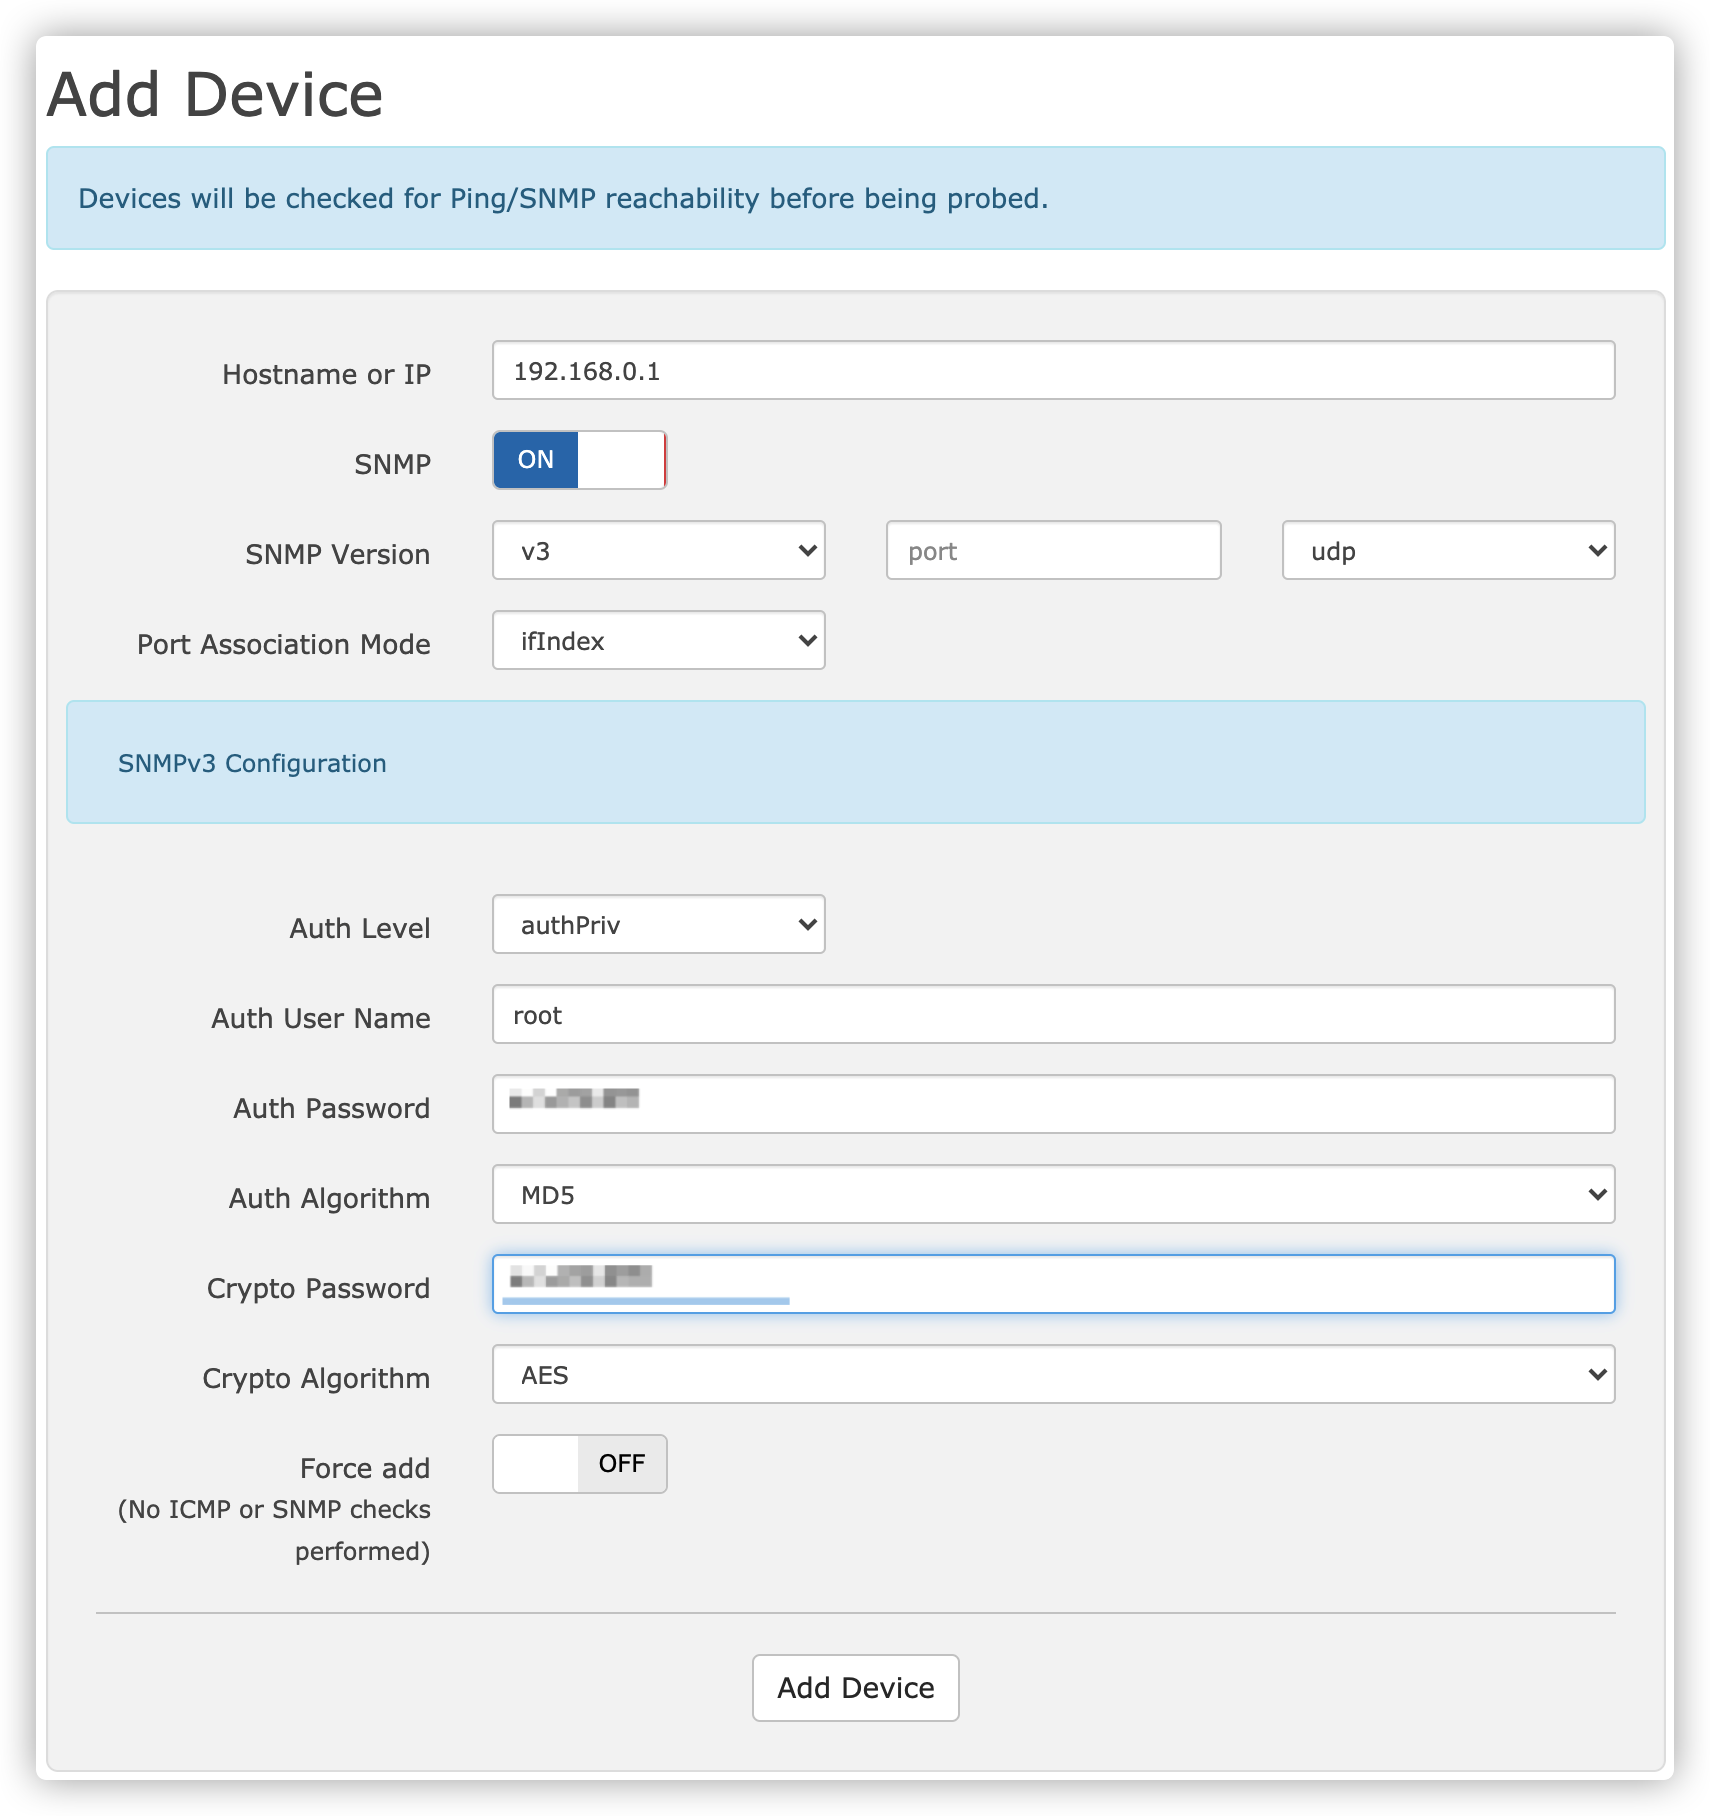 Add Device
Devices will be checked for Ping/SNMP reachability before being probed.
Hostname or IP
192.168.0.1
SNMP
ON
SNMP Version
v3
port
udp
Port Association Mode
ifIndex
SNMPv3 Configuration
Auth Level
authPriv
Auth User Name
root
Auth Password
Auth Algorithm
MD5
Crypto Password
Crypto Algorithm
AES
Force add
OFF
(No ICMP or SNMP checks
performed)
Add Device